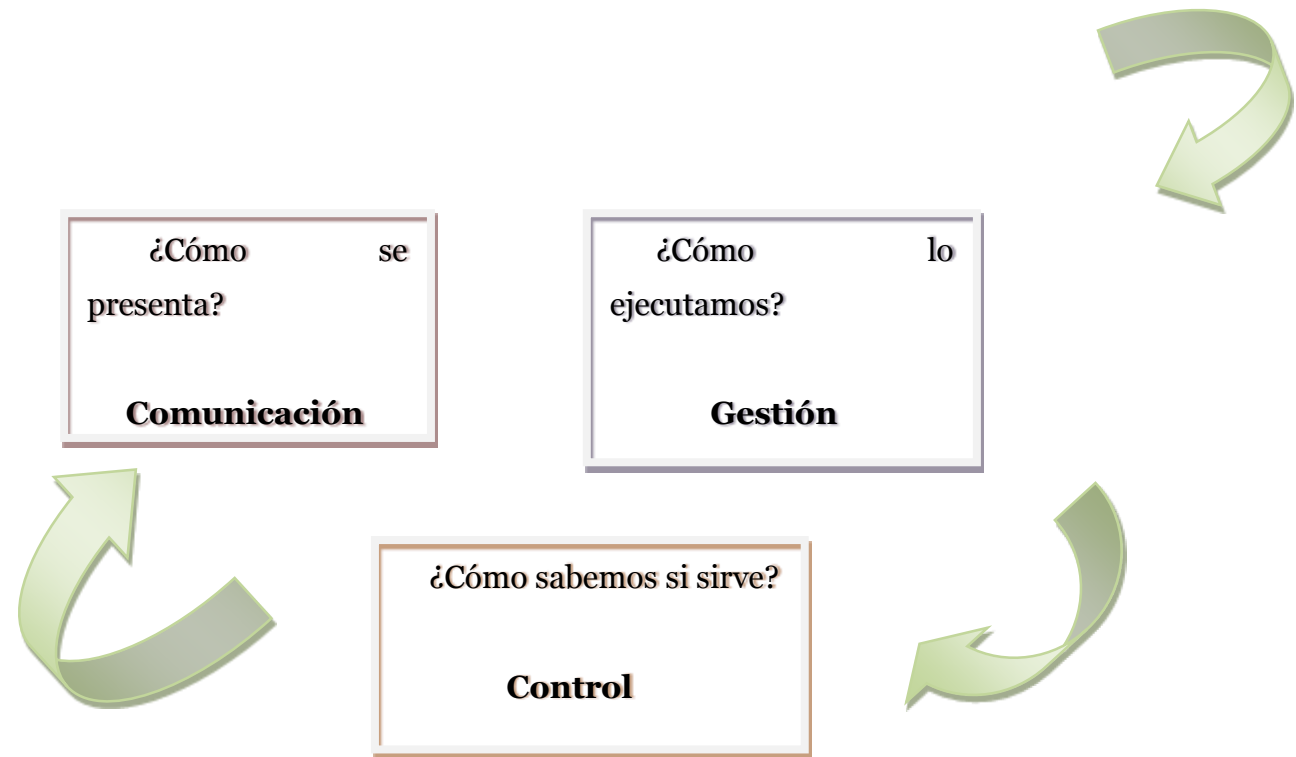 ¿Cómo se
presenta?
Comunicación
¿Cómo lo
ejecutamos?
Gestión
¿Cómo sabemos si sirve?
Control